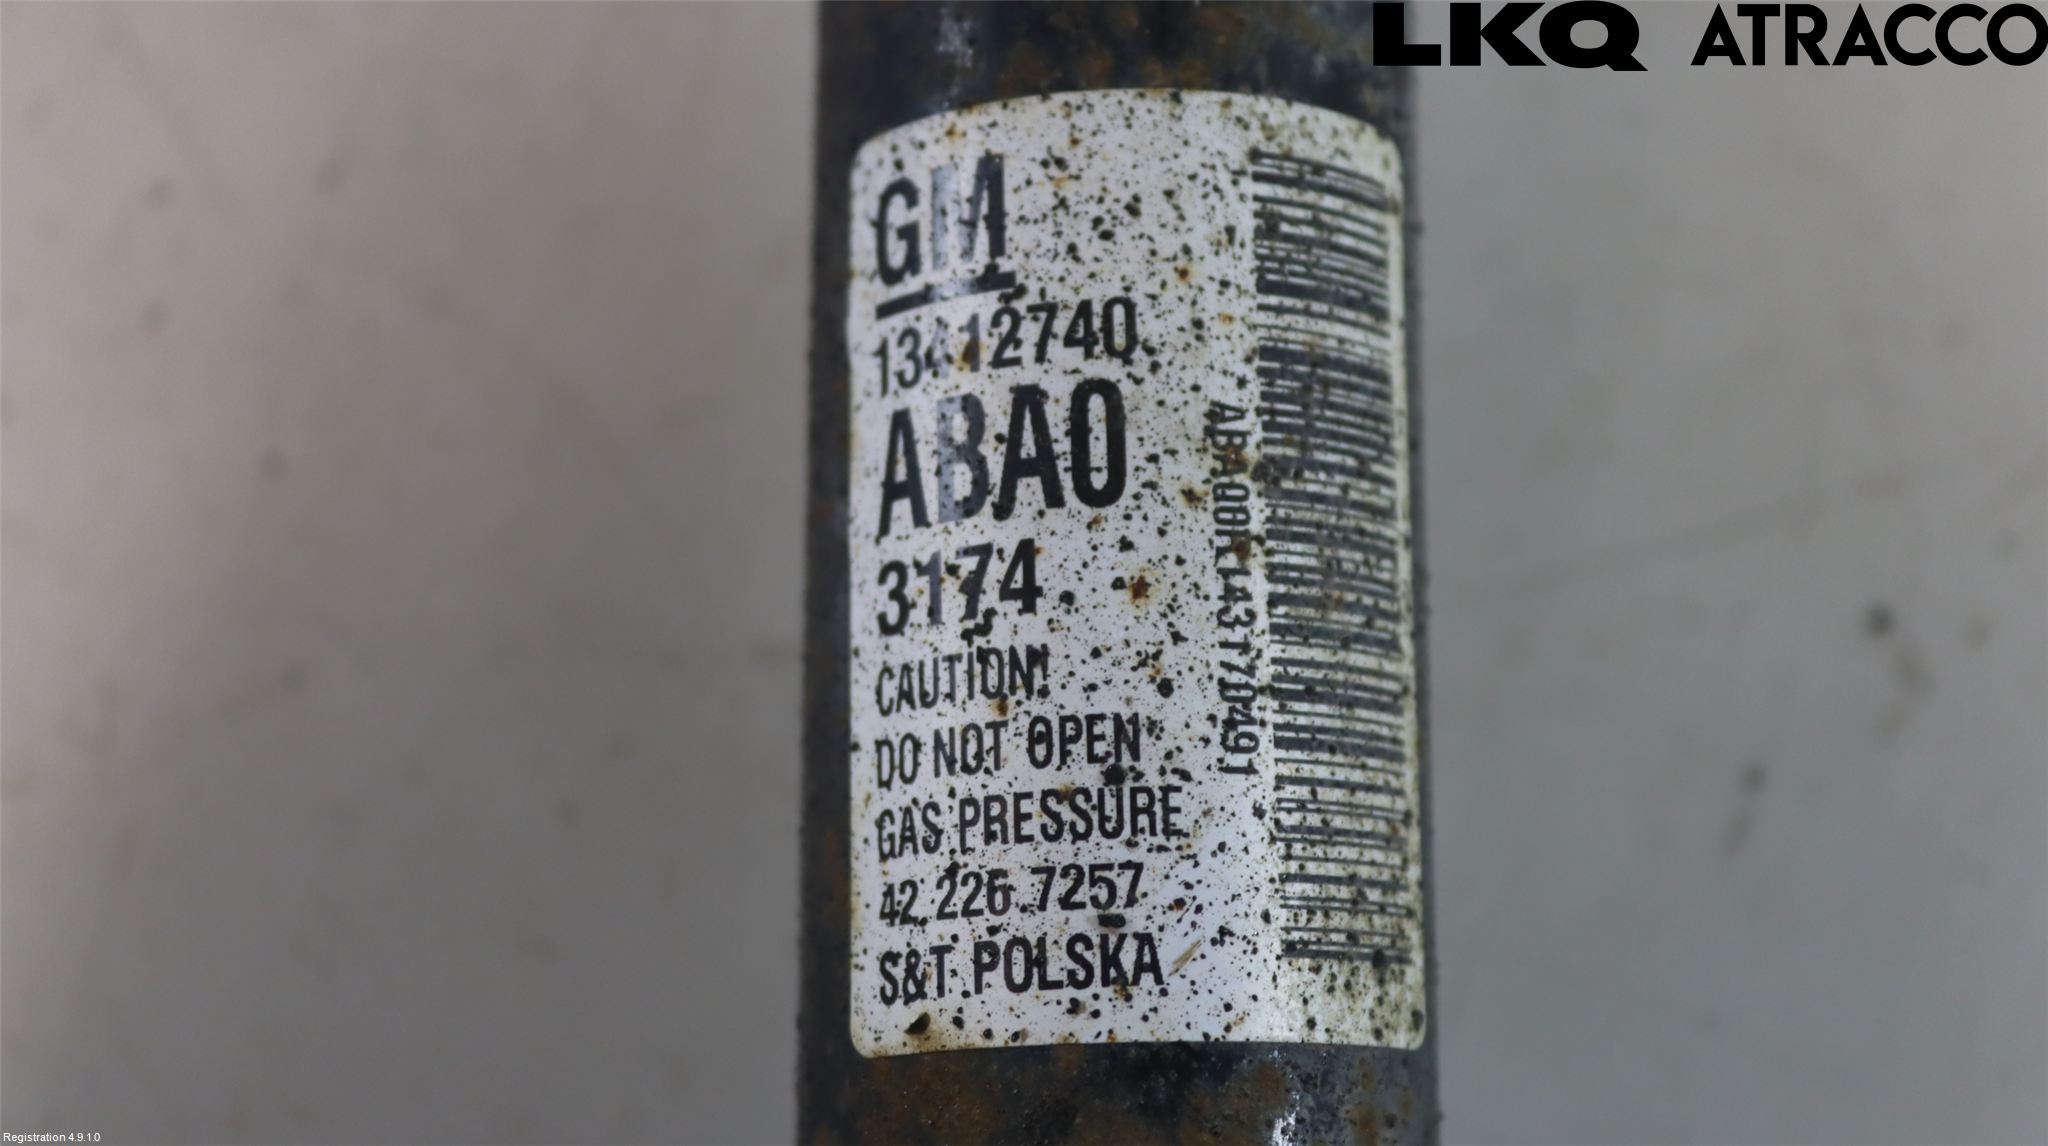 LKQ ATRACCO
GM
13412740
ABA0
3174
CAUTION!
DO NOT OPEN
GAS PRESSURE
42 226 7257
S&T POLSKA
Registration 4.9.1.0